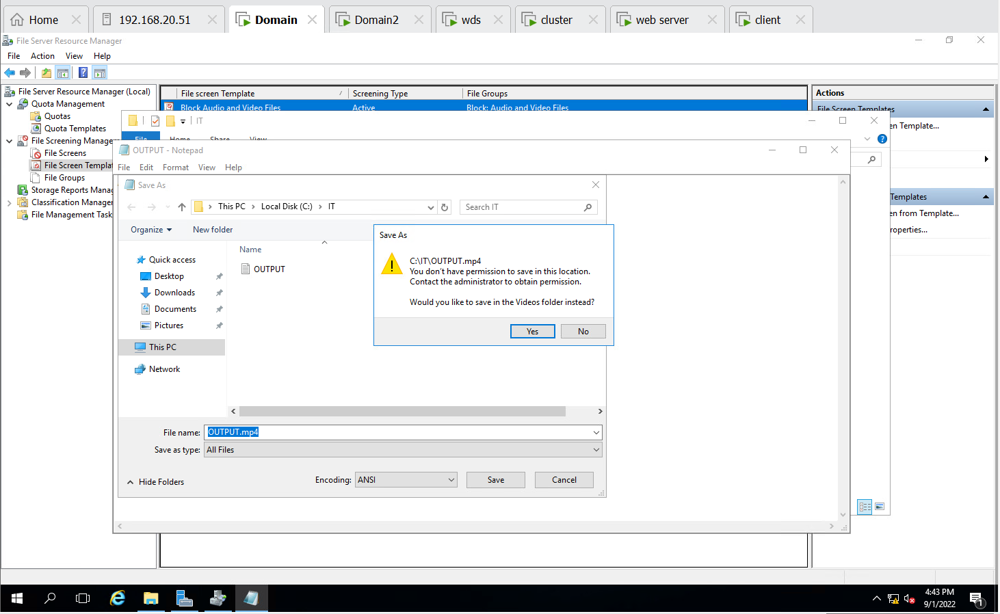 Home
192.168.20.51
Domain
Domain2
wds
cluster
web server
client
File Server Resource Manager
File Action View Help
File Server Resource Manager (Local)
Quota Management
Quotas
Quota Templates
File Screening Manage
File Screens
File Screen Templat
File Groups
Storage Reports Manag
Classification Manager
File Management Task
File screen Template
Screening Type
File Groups
Block Audio and Video Files
Active
Block: Audio and Video Files
Actions
File Screen Templates
en Template...
Templates
en from Template...
roperties...
IT
File Home Share View
OUTPUT - Notepad
File Edit Format View Help
Save As
This PC > Local Disk (C:) > IT
Search IT
Organize
New folder
Quick access
Desktop
Downloads
Documents
Pictures
This PC
Network
Name
OUTPUT
Save As
C:\IT\OUTPUT.mp4
You don't have permission to save in this location.
Contact the administrator to obtain permission.
Would you like to save in the Videos folder instead?
Yes
No
File name: OUTPUT.mp4
Save as type: All Files
Hide Folders
Encoding: ANSI
Save
Cancel
4:43 PM
9/1/2022
1